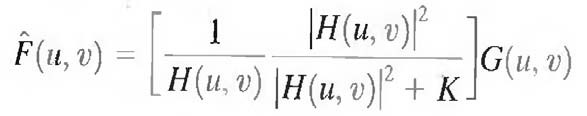 F̂(u, v) = [ 1 / H(u, v) |H(u, v)|² / |H(u, v)|² + K ] G(u, v)